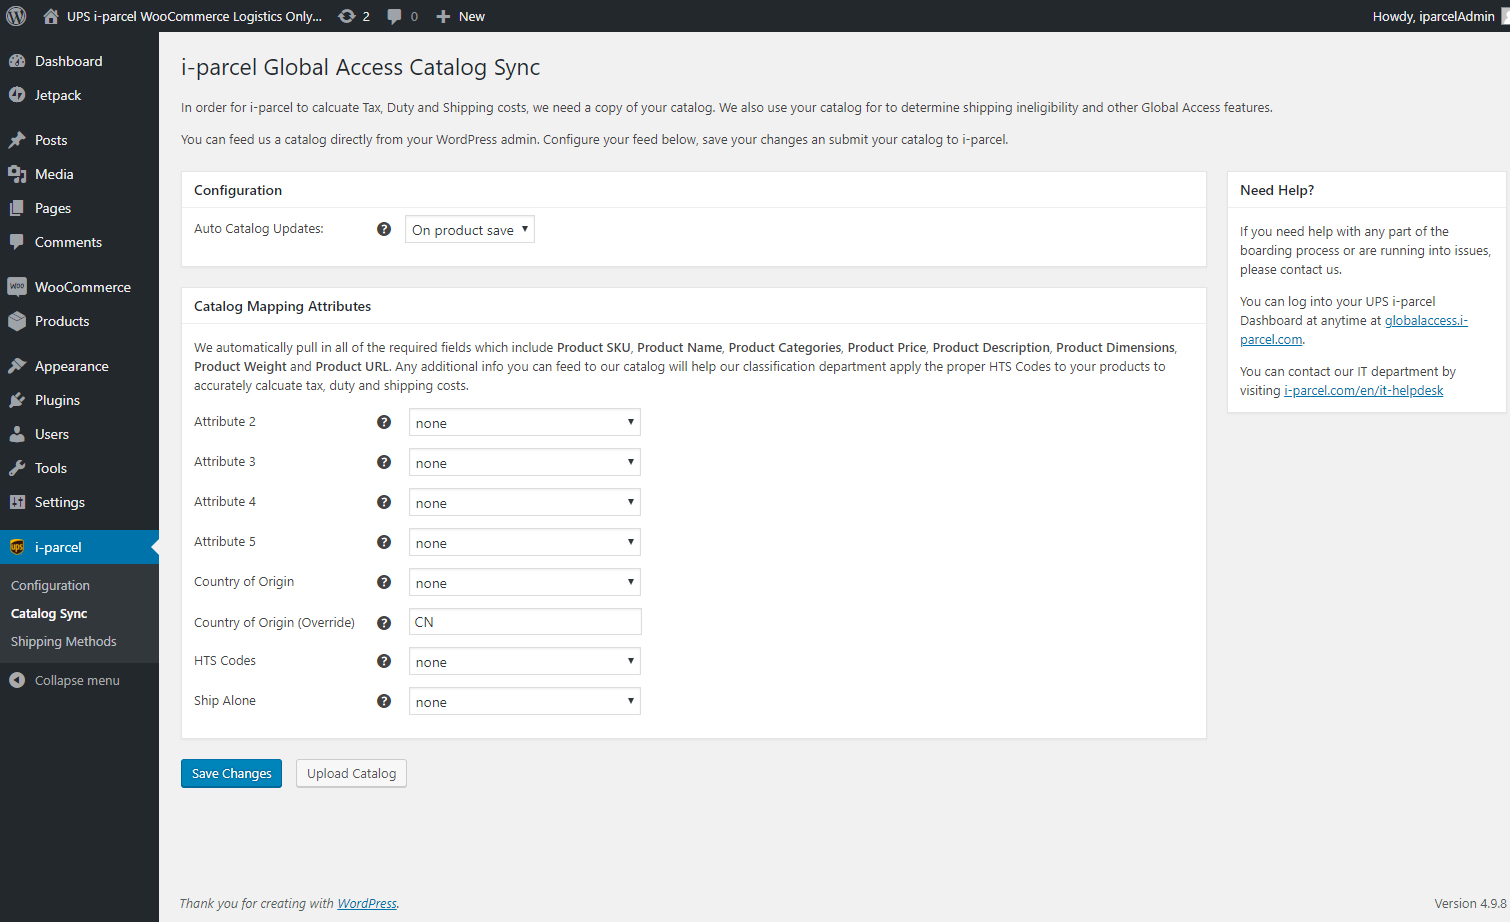 UPS i-parcel WooCommerce Logistics Only... 2 0 New Howdy, iparcelAdmin
Dashboard
Jetpack
Posts
Media
Pages
Comments
WooCommerce
Products
Appearance
Plugins
Users
Tools
Settings
i-parcel
Configuration
Catalog Sync
Shipping Methods
Collapse menu
i-parcel Global Access Catalog Sync
In order for i-parcel to calcuate Tax, Duty and Shipping costs, we need a copy of your catalog. We also use your catalog for to determine shipping ineligibility and other Global Access features.
You can feed us a catalog directly from your WordPress admin. Configure your feed below, save your changes an submit your catalog to i-parcel.
Configuration
Auto Catalog Updates: ? On product save
Catalog Mapping Attributes
We automatically pull in all of the required fields which include Product SKU, Product Name, Product Categories, Product Price, Product Description, Product Dimensions,
Product Weight and Product URL. Any additional info you can feed to our catalog will help our classification department apply the proper HTS Codes to your products to
accurately calcuate tax, duty and shipping costs.
Attribute 2 ? none
Attribute 3 ? none
Attribute 4 ? none
Attribute 5 ? none
Country of Origin ? none
Country of Origin (Override) ? CN
HTS Codes ? none
Ship Alone ? none
Save Changes Upload Catalog
Need Help?
If you need help with any part of the
boarding process or are running into issues,
please contact us.
You can log into your UPS i-parcel
Dashboard at anytime at globalaccess.i-
parcel.com.
You can contact our IT department by
visiting i-parcel.com/en/it-helpdesk
Thank you for creating with WordPress. Version 4.9.8